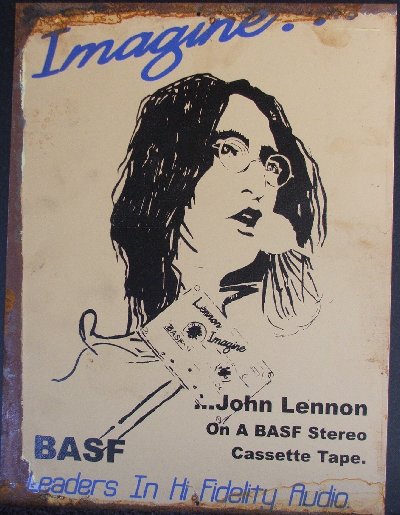 Imagine...
Lennon
Imagine
BASF
...John Lennon
On A BASF Stereo
Cassette Tape.
BASF
Leaders In Hi Fidelity Audio.